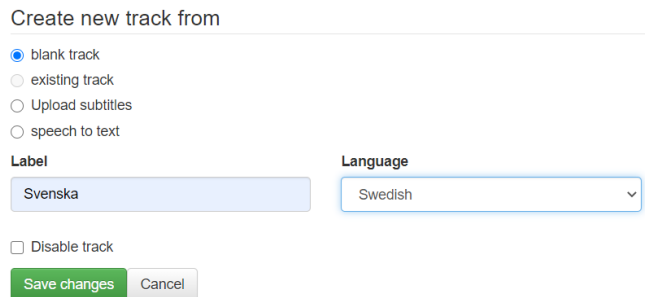 Create new track from
blank track
existing track
Upload subtitles
speech to text
Label Language
Svenska Swedish
Disable track
Save changes Cancel